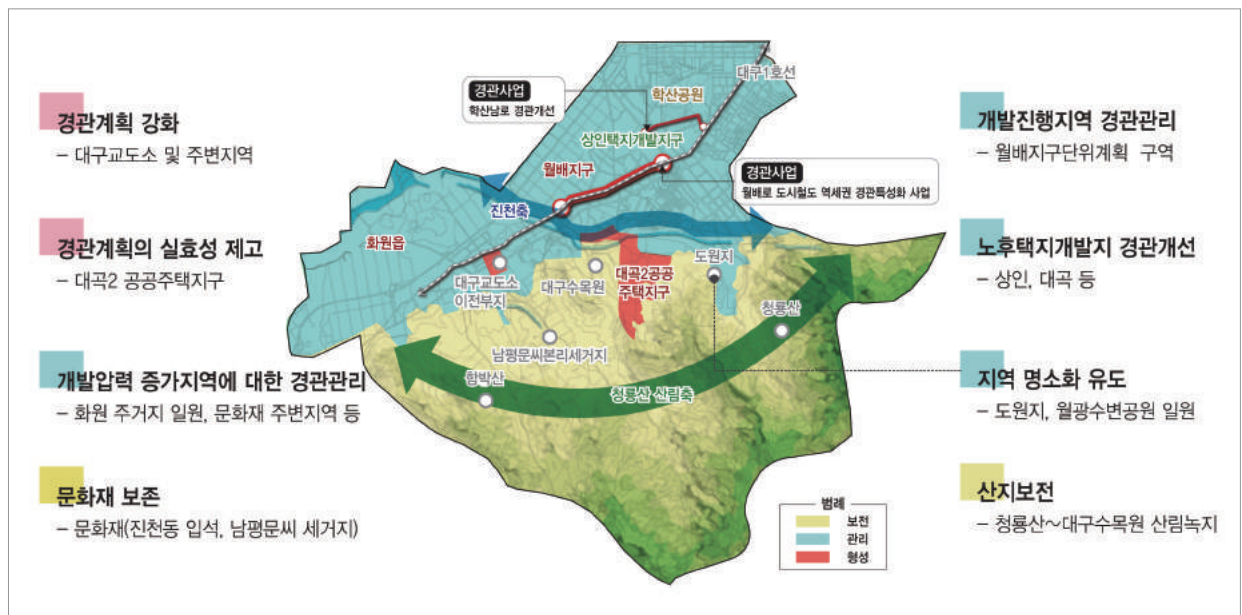 경관계획 강화
– 대구교도소 및 주변지역
경관계획의 실효성 제고
– 대곡2 공공주택지구
개발압력 증가지역에 대한 경관관리
– 화원 주거지 일원, 문화재 주변지역 등
문화재 보존
– 문화재(진천동 입석, 남평문씨 세거지)
대구1호선
경관사업
학산남로 경관개선
학산공원
상인택지개발지구
월배지구
경관사업
월배로 도시철도 역세권 경관특성화 사업
진천축
화원읍
도원지
대구교도소
이전부지
대구수목원
대곡2공공
주택지구
청룡산
남평문씨본리세거지
함박산
청룡산 산림축
범례
보전
관리
형성
개발진행지역 경관관리
– 월배지구단위계획 구역
노후택지개발지 경관개선
– 상인, 대곡 등
지역 명소화 유도
– 도원지, 월광수변공원 일원
산지보전
– 청룡산～대구수목원 산림녹지